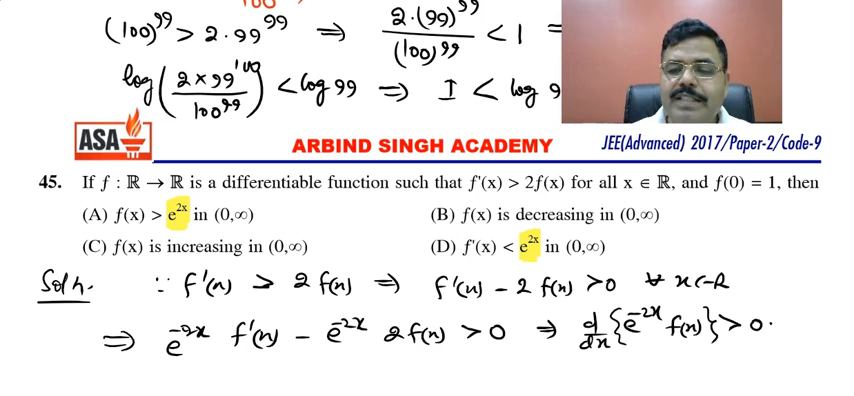 100
(100)^99 > 2.99^99 ⇒ 2.(99)^99 / (100)^99 < 1 =
log(2×99^100 / 100^99) < log 99 ⇒ I < log 9
ASA ARBIND SINGH ACADEMY JEE(Advanced) 2017/Paper-2/Code-9
45. If f : ℝ → ℝ is a differentiable function such that f'(x) > 2f(x) for all x ∈ ℝ, and f(0) = 1, then
(A) f(x) > e^2x in (0,∞) (B) f(x) is decreasing in (0,∞)
(C) f(x) is increasing in (0,∞) (D) f'(x) < e^2x in (0,∞)
Soln. ∵ f'(x) > 2 f(x) ⇒ f'(x) - 2 f(x) > 0 ∀ x ∈ R
⇒ e^-2x f'(x) - e^-2x 2f(x) > 0 ⇒ d/dx {e^-2x f(x)} > 0.